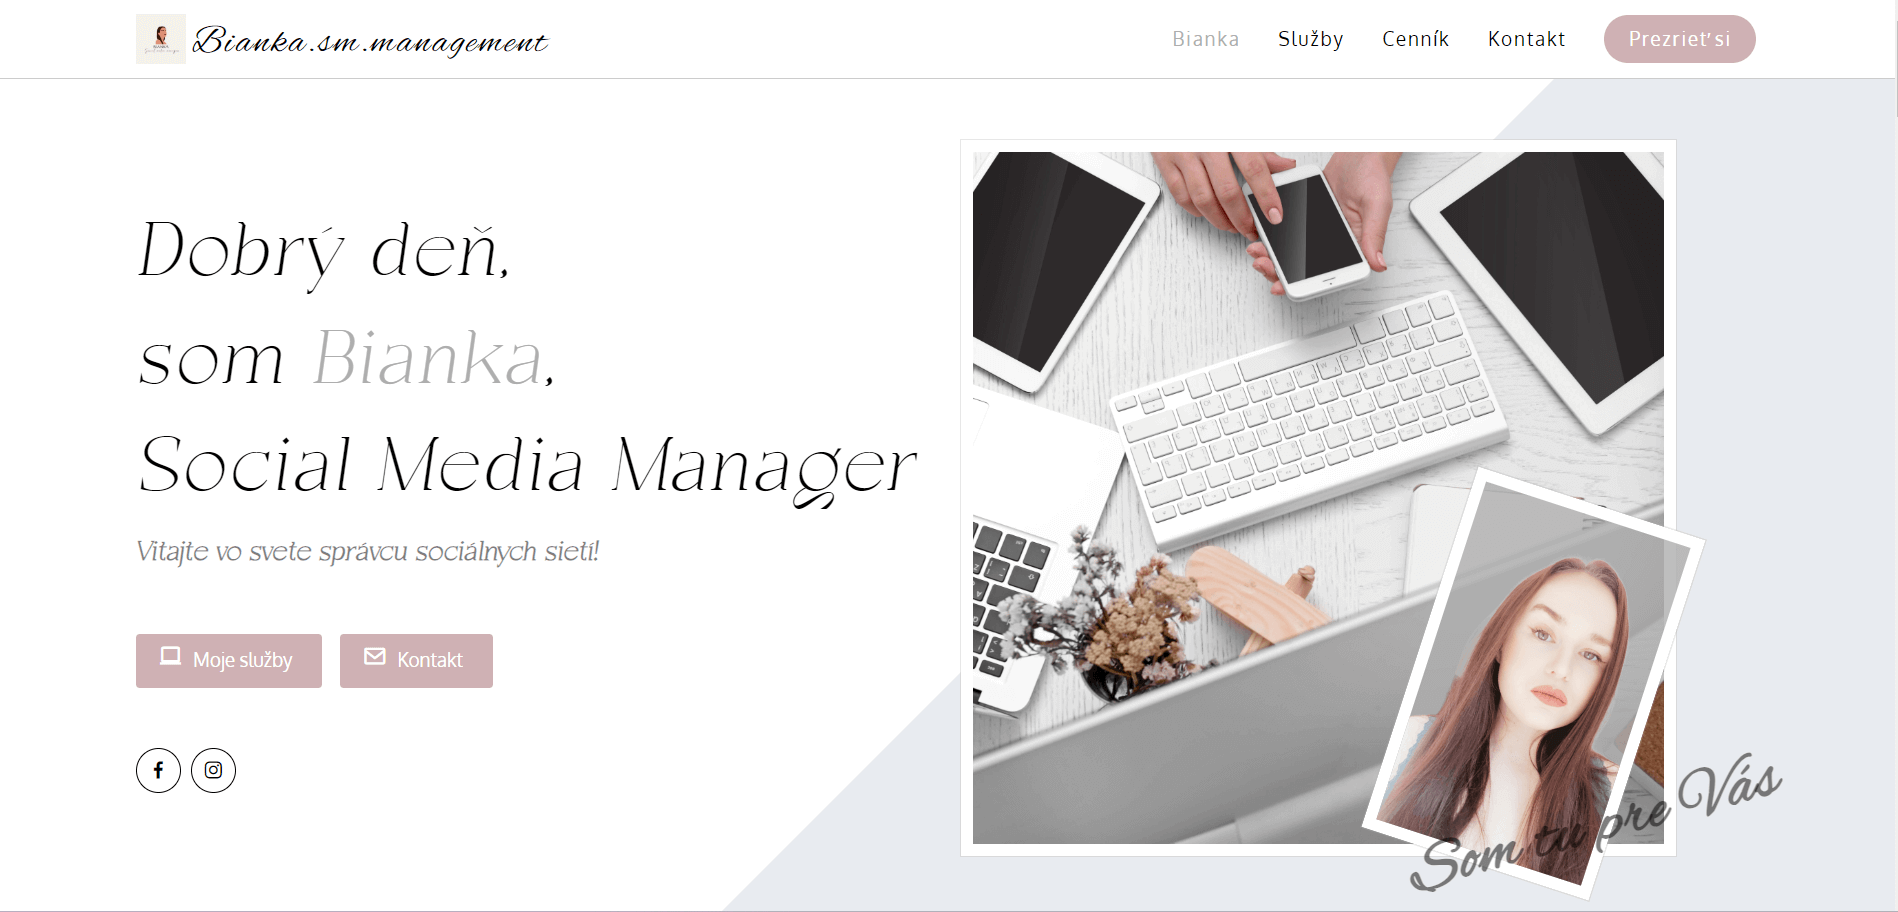 Bianka.sm.management
Bianka
Služby
Cenník
Kontakt
Prezrieť si
Dobrý deň,
som Bianka,
Social Media Manager
Vitajte vo svete správcu sociálnych sietí!
Moje služby
Kontakt
Som tu pre Vás